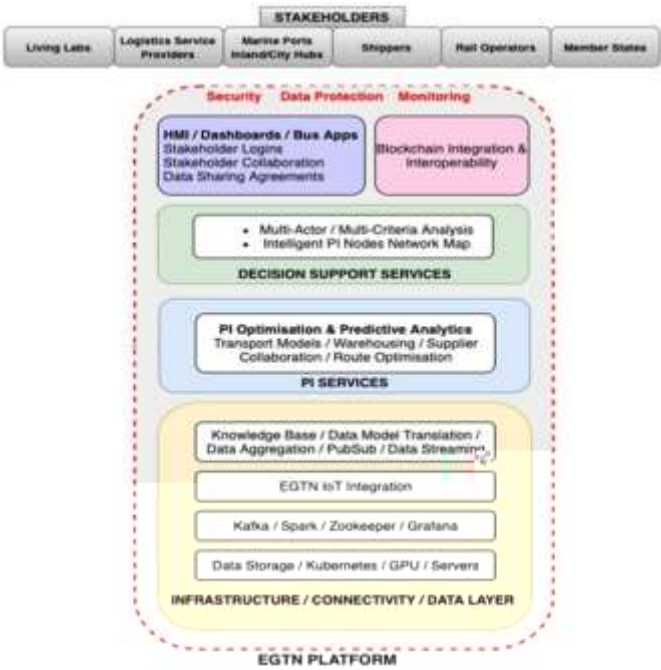 STAKEHOLDERS
Living Labs
Logistics Service
Providers
Marine Ports
Inland/City Hubs
Shippers
Rail Operators
Member States
Security Data Protection Monitoring
HMI / Dashboards / Bus Apps
Stakeholder Logins
Stakeholder Collaboration
Data Sharing Agreements
Blockchain Integration &
Interoperability
• Multi-Actor / Multi-Criteria Analysis
• Intelligent PI Nodes Network Map
DECISION SUPPORT SERVICES
PI Optimisation & Predictive Analytics
Transport Models / Warehousing / Supplier
Collaboration / Route Optimisation
PI SERVICES
Knowledge Base / Data Model Translation /
Data Aggregation / PubSub / Data Streaming
EGTN IoT Integration
Kafka / Spark / Zookeeper / Grafana
Data Storage / Kubernetes / GPU / Servers
INFRASTRUCTURE / CONNECTIVITY / DATA LAYER
EGTN PLATFORM